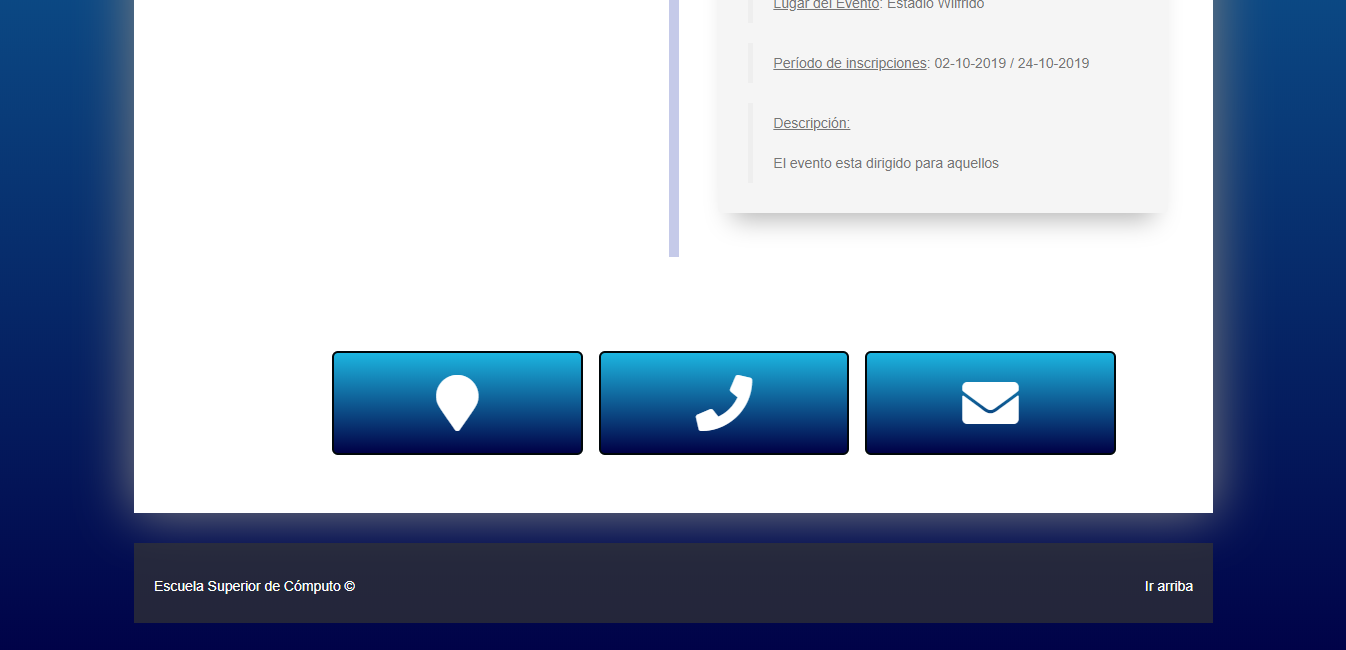 Lugar del Evento: Estadio Wilfrido
Período de inscripciones: 02-10-2019 / 24-10-2019
Descripción:
El evento esta dirigido para aquellos
Escuela Superior de Cómputo ©
Ir arriba